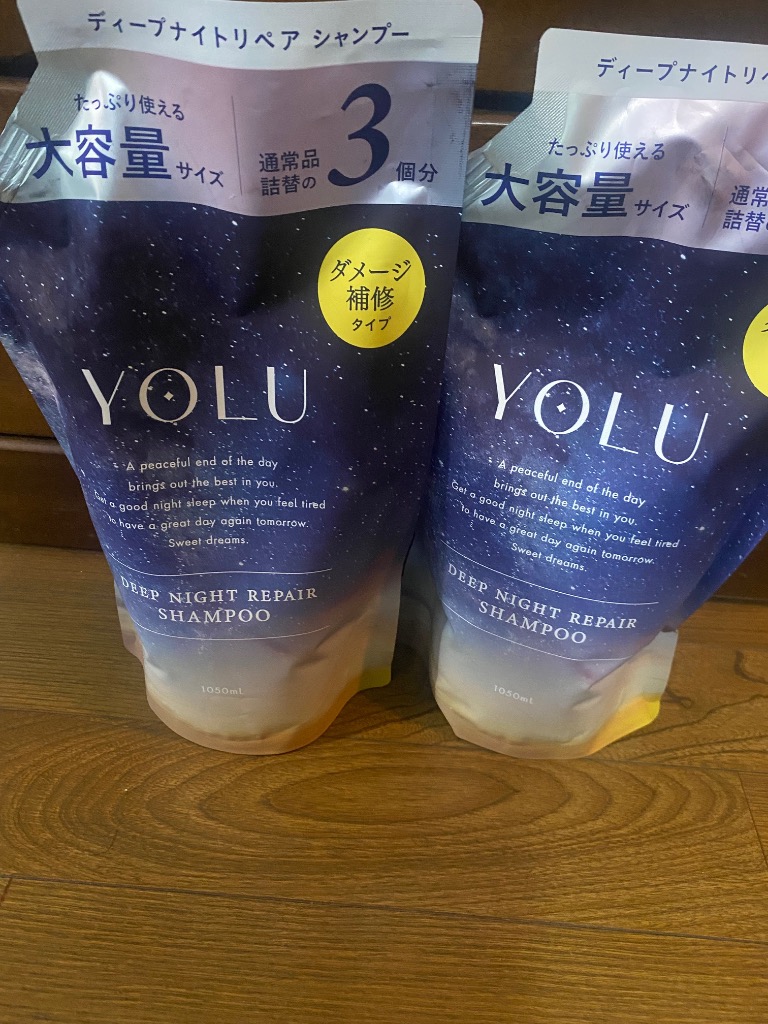 ディープナイトリペア シャンプー
たっぷり使える
大容量サイズ
通常品
詰替の
3個分
ダメージ
補修
タイプ
YOLU
A peaceful end of the day
brings out the best in you.
Get a good night sleep when you feel tired
to have a great day again tomorrow.
Sweet dreams.
DEEP NIGHT REPAIR
SHAMPOO
1050mL
ディープナイトリペ
たっぷり使える
大容量サイズ
通常
詰替
YOLU
A peaceful end of the day
brings out the best in you.
Get a good night sleep when you feel tired
to have a great day again tomorrow.
Sweet dreams.
DEEP NIGHT REPAIR
SHAMPOO
1050mL